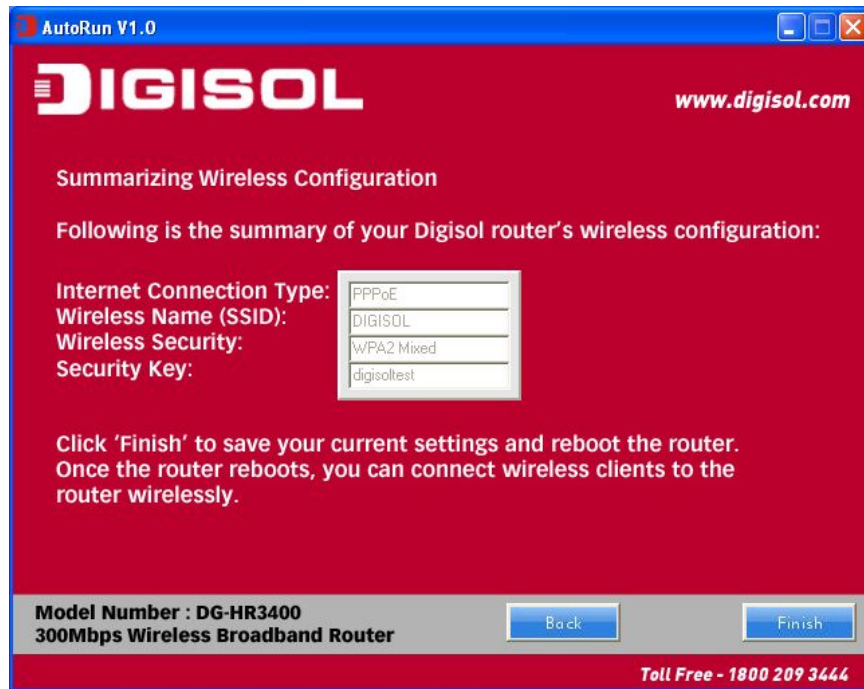 AutoRun V1.0
DIGISOL
www.digisol.com
Summarizing Wireless Configuration
Following is the summary of your Digisol router's wireless configuration:
Internet Connection Type: PPPoE
Wireless Name (SSID): DIGISOL
Wireless Security: WPA2 Mixed
Security Key: digisoltest
Click 'Finish' to save your current settings and reboot the router.
Once the router reboots, you can connect wireless clients to the
router wirelessly.
Model Number : DG-HR3400
300Mbps Wireless Broadband Router
Back
Finish
Toll Free - 1800 209 3444